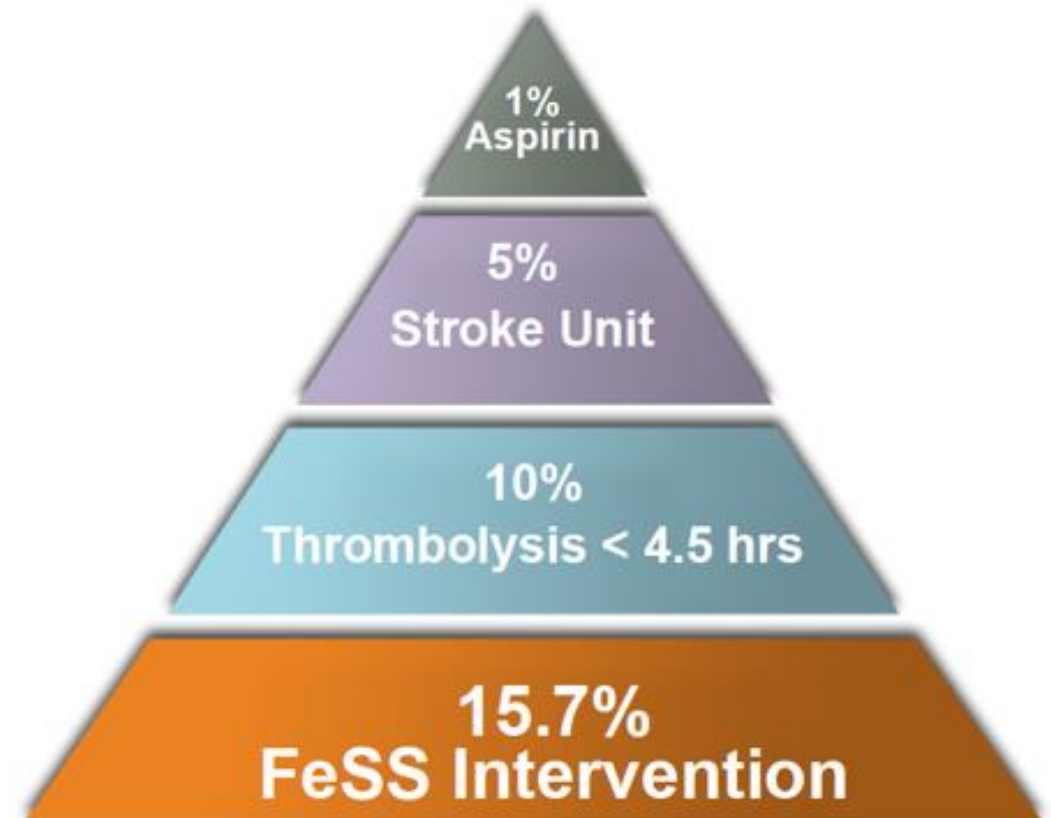 1%
Aspirin
5%
Stroke Unit
10%
Thrombolysis < 4.5 hrs
15.7%
FeSS Intervention